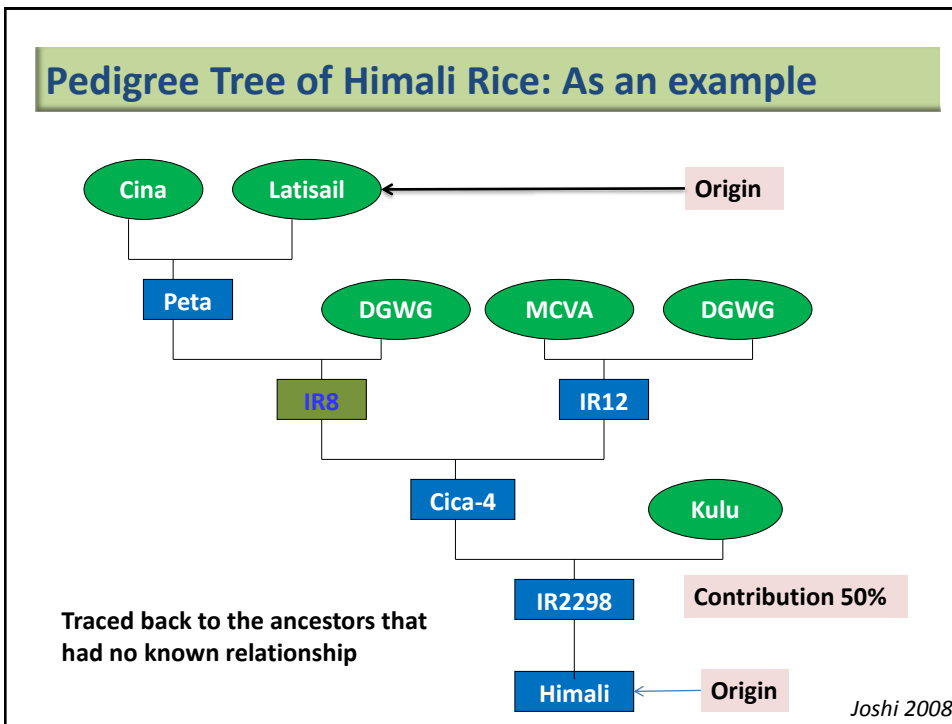 Pedigree Tree of Himali Rice: As an example
Cina
Latisail
Origin
Peta
DGWG
MCVA
DGWG
IR8
IR12
Cica-4
Kulu
IR2298
Contribution 50%
Traced back to the ancestors that
had no known relationship
Himali
Origin
Joshi 2008